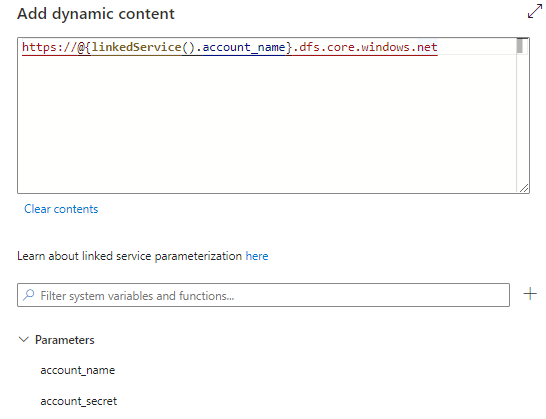 Add dynamic content
https://@{linkedService().account_name}.dfs.core.windows.net
Clear contents
Learn about linked service parameterization here
Filter system variables and functions...
Parameters
account_name
account_secret